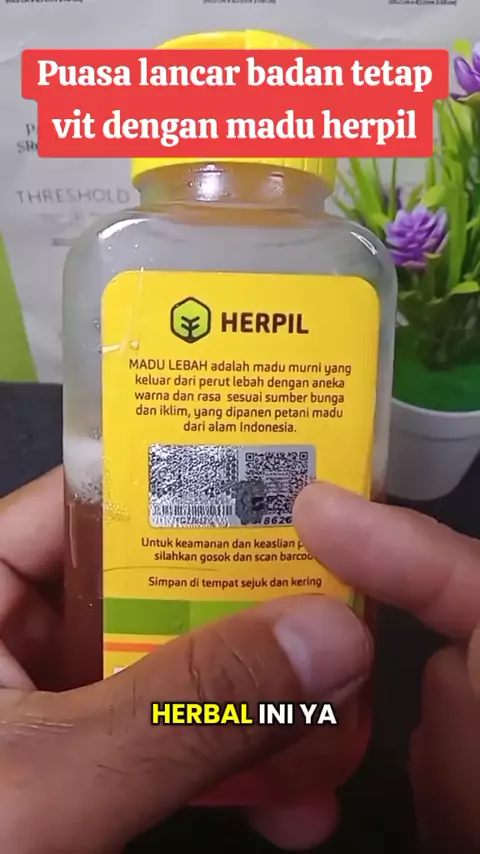 Puasa lancar badan tetap
vit dengan madu herpil
THRESHOLD
HERPIL
MADU LEBAH adalah madu murni yang
keluar dari perut lebah dengan aneka
warna dan rasa sesuai sumber bunga
dan iklim, yang dipanen petani madu
dari alam Indonesia.
Untuk keamanan dan keaslian
silahkan gosok dan scan barcode
Simpan di tempat sejuk dan kering
HERBAL INI YA